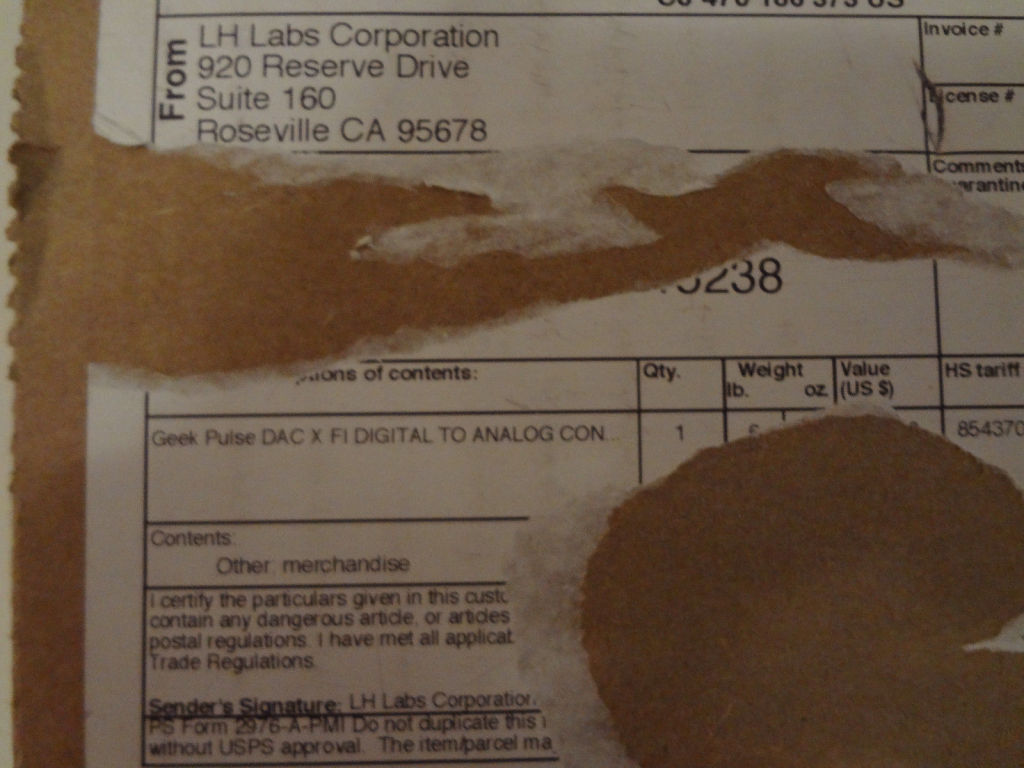 From
LH Labs Corporation
920 Reserve Drive
Suite 160
Roseville CA 95678
Invoice #
License #
Comments
238
ions of contents:
Qty.
Weight
lb. oz
Value
(US $)
HS tariff
Geek Pulse DAC X FI DIGITAL TO ANALOG CON...
1
854370
Contents:
Other merchandise
I certify the particulars given in this
contain any dangerous article, or articles
postal regulations. I have met all applicat
Trade Regulations.
Sender's Signature: LH Labs Corporation
PS Form 2976-A-PMI Do not duplicate this
without USPS approval. The item/parcel ma